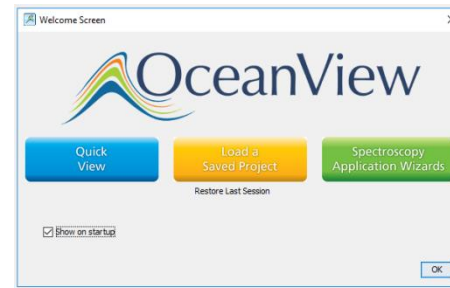 Welcome Screen
OceanView
Quick
View
Load a
Saved Project
Spectroscopy
Application Wizards
Restore Last Session
Show on startup
OK